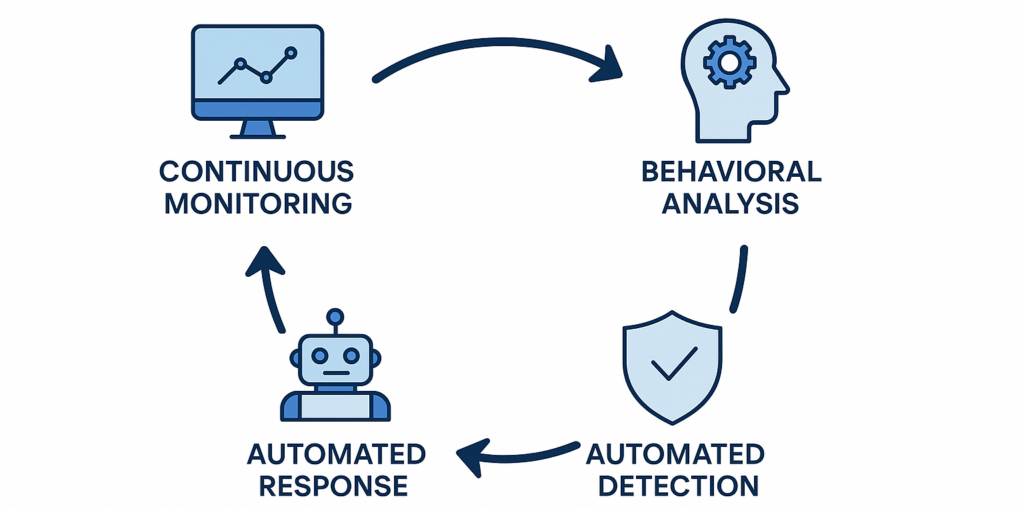 CONTINUOUS
MONITORING
BEHAVIORAL
ANALYSIS
AUTOMATED
RESPONSE
AUTOMATED
DETECTION